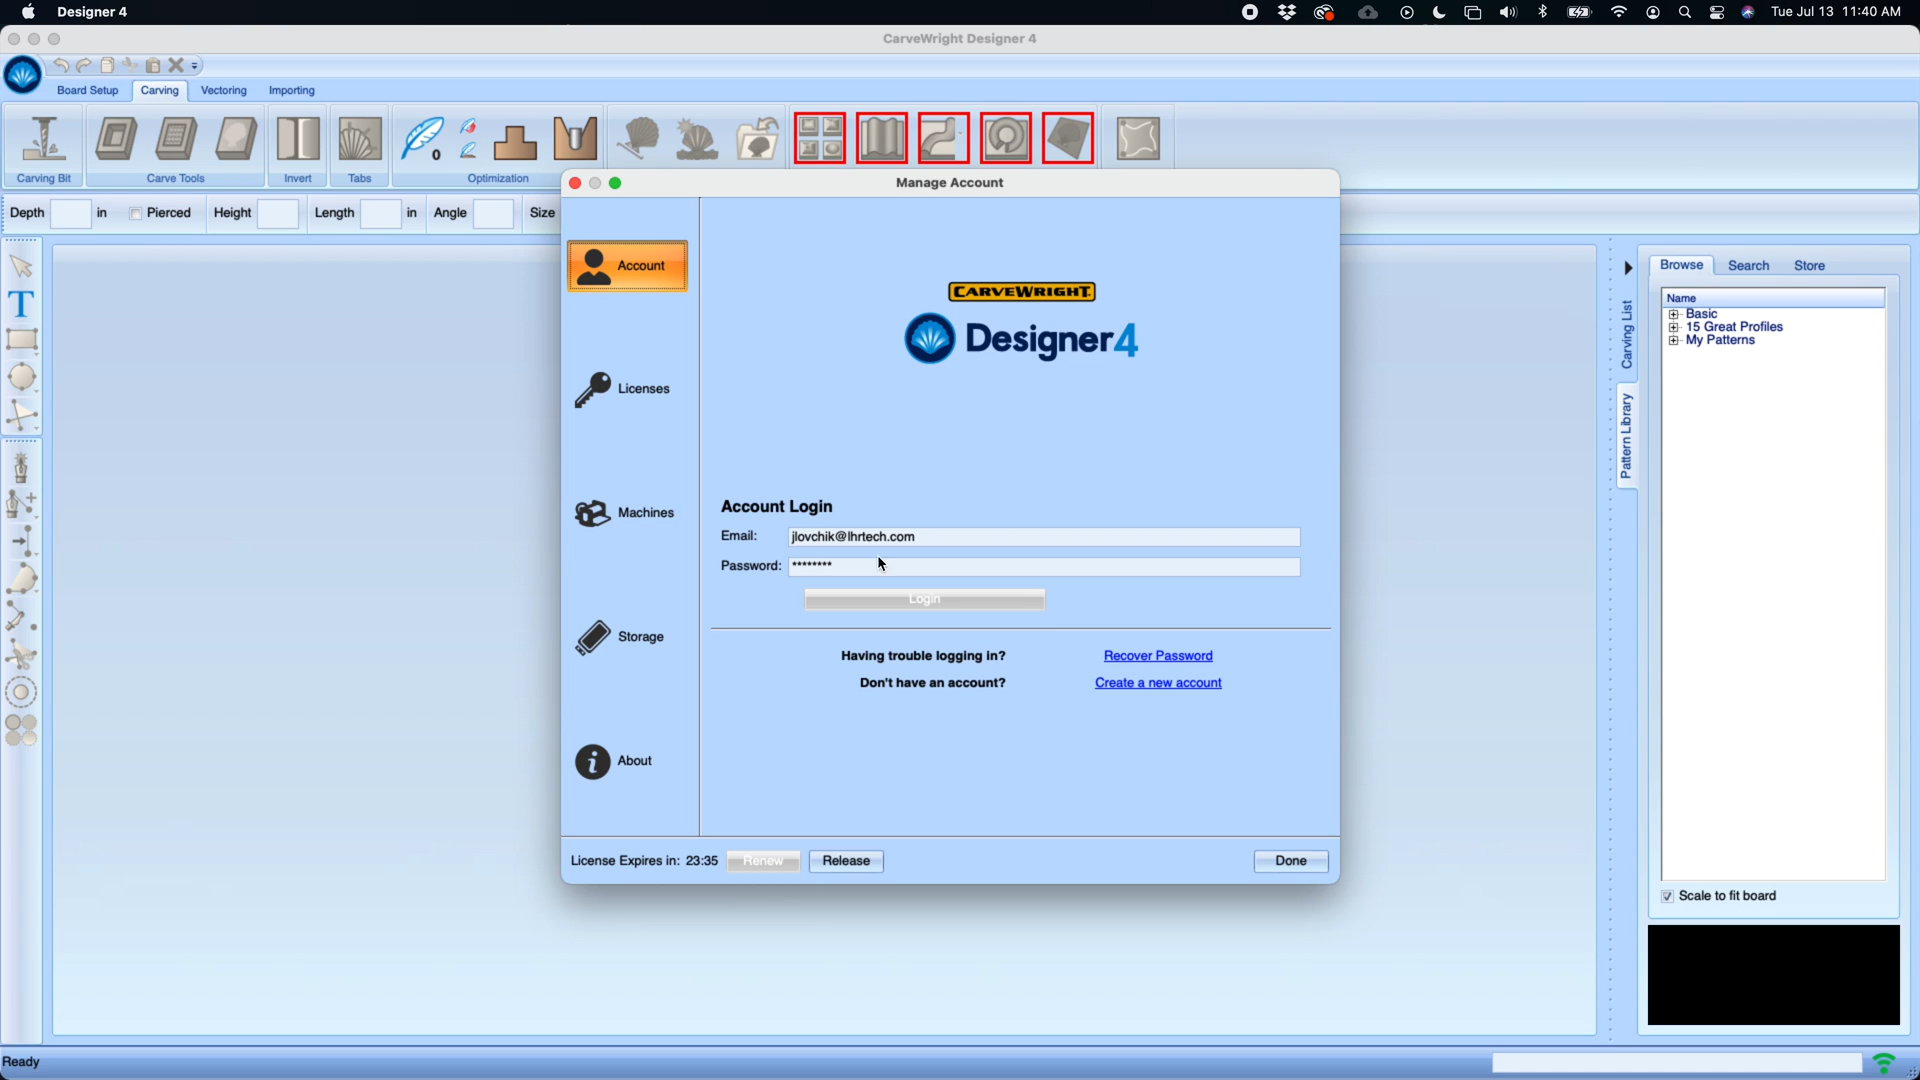 Designer 4
Tue Jul 13 11:40 AM
CarveWright Designer 4
Board Setup Carving Vectoring Importing
0
Carving Bit Carve Tools Invert Tabs Optimization
Depth in Pierced Height Length in Angle Size
Manage Account
Account
Licenses
Machines
Storage
About
CARVEWRIGHT
Designer4
Account Login
Email: jlovchik@lhrtech.com
Password: ********
Login
Having trouble logging in? Recover Password
Don't have an account? Create a new account
License Expires in: 23:35 Renew Release Done
T
Carving List
Pattern Library
Browse Search Store
Name
Basic
15 Great Profiles
My Patterns
Scale to fit board
Ready